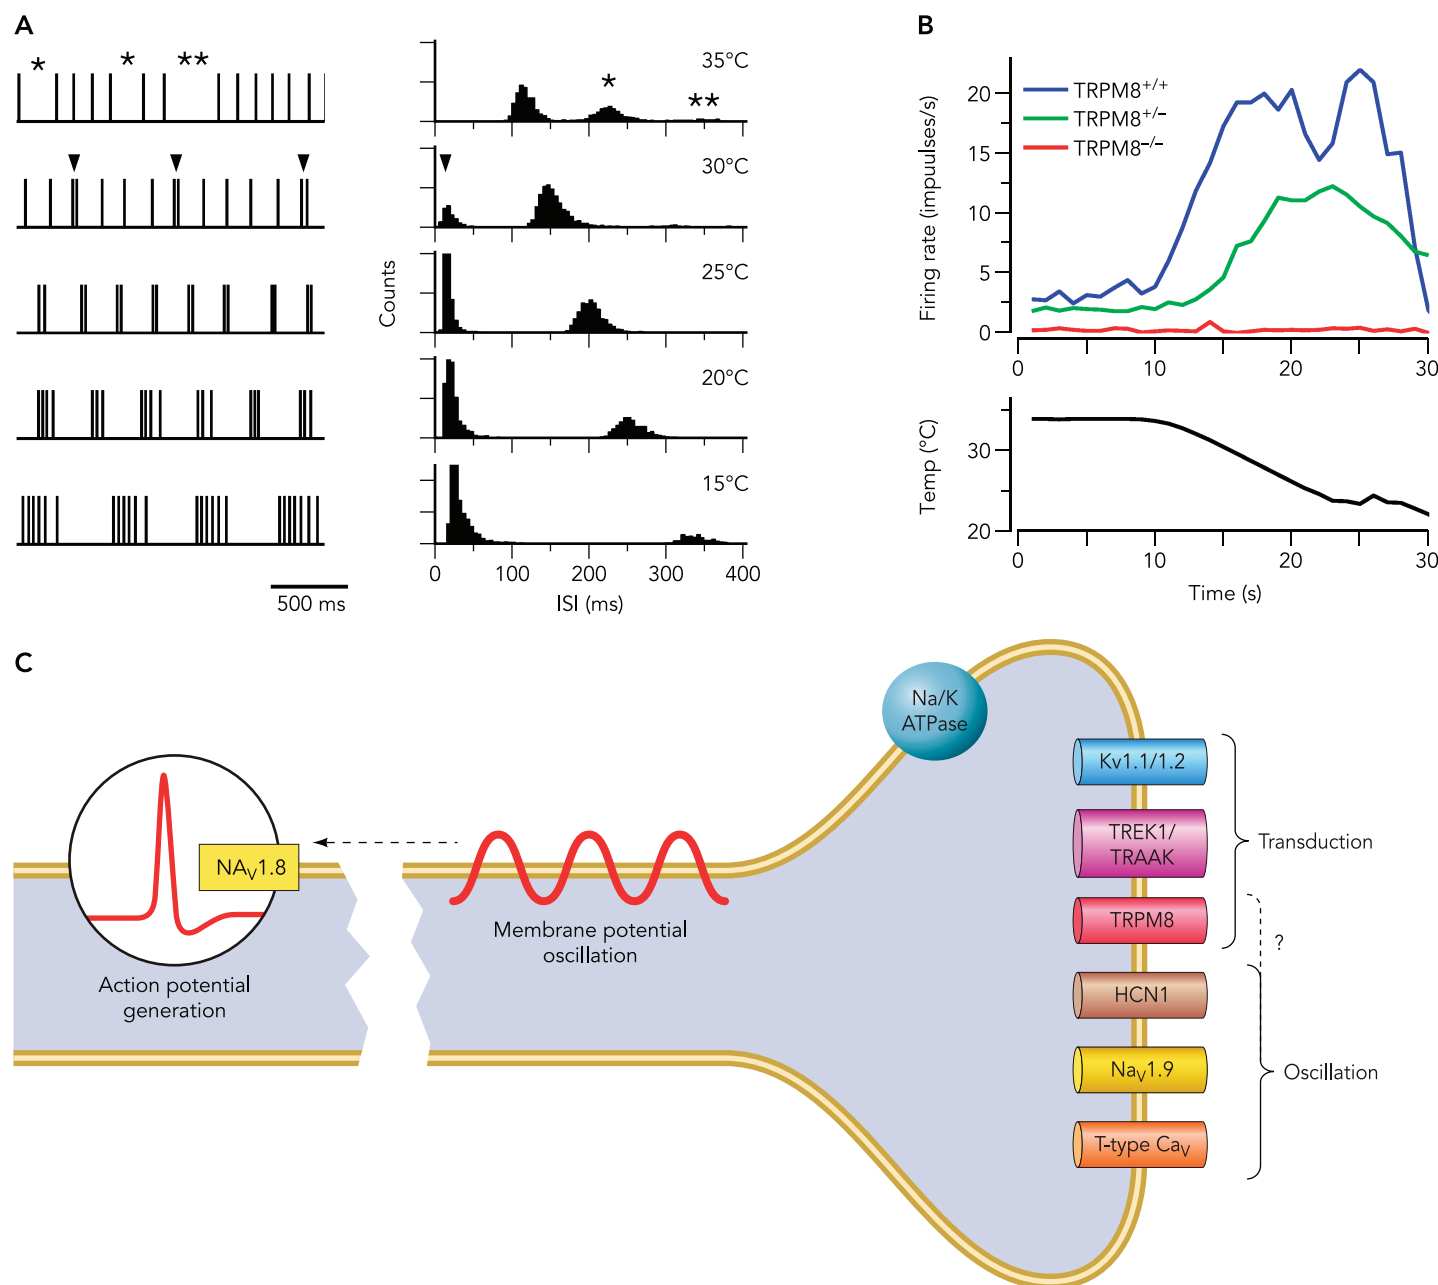 A
*
*
**
500 ms
Counts
35°C
*
**
30°C
25°C
20°C
15°C
0 100 200 300 400
ISI (ms)
B
Firing rate (impulses/s)
20
15
10
5
0
TRPM8+/+
TRPM8+/–
TRPM8–/–
0 10 20 30
Temp (°C)
30
20
0 10 20 30
Time (s)
C
Na/K
ATPase
Kv1.1/1.2
TREK1/
TRAAK
TRPM8
Transduction
?
HCN1
NaV1.9
T-type CaV
Oscillation
NAV1.8
Action potential
generation
Membrane potential
oscillation